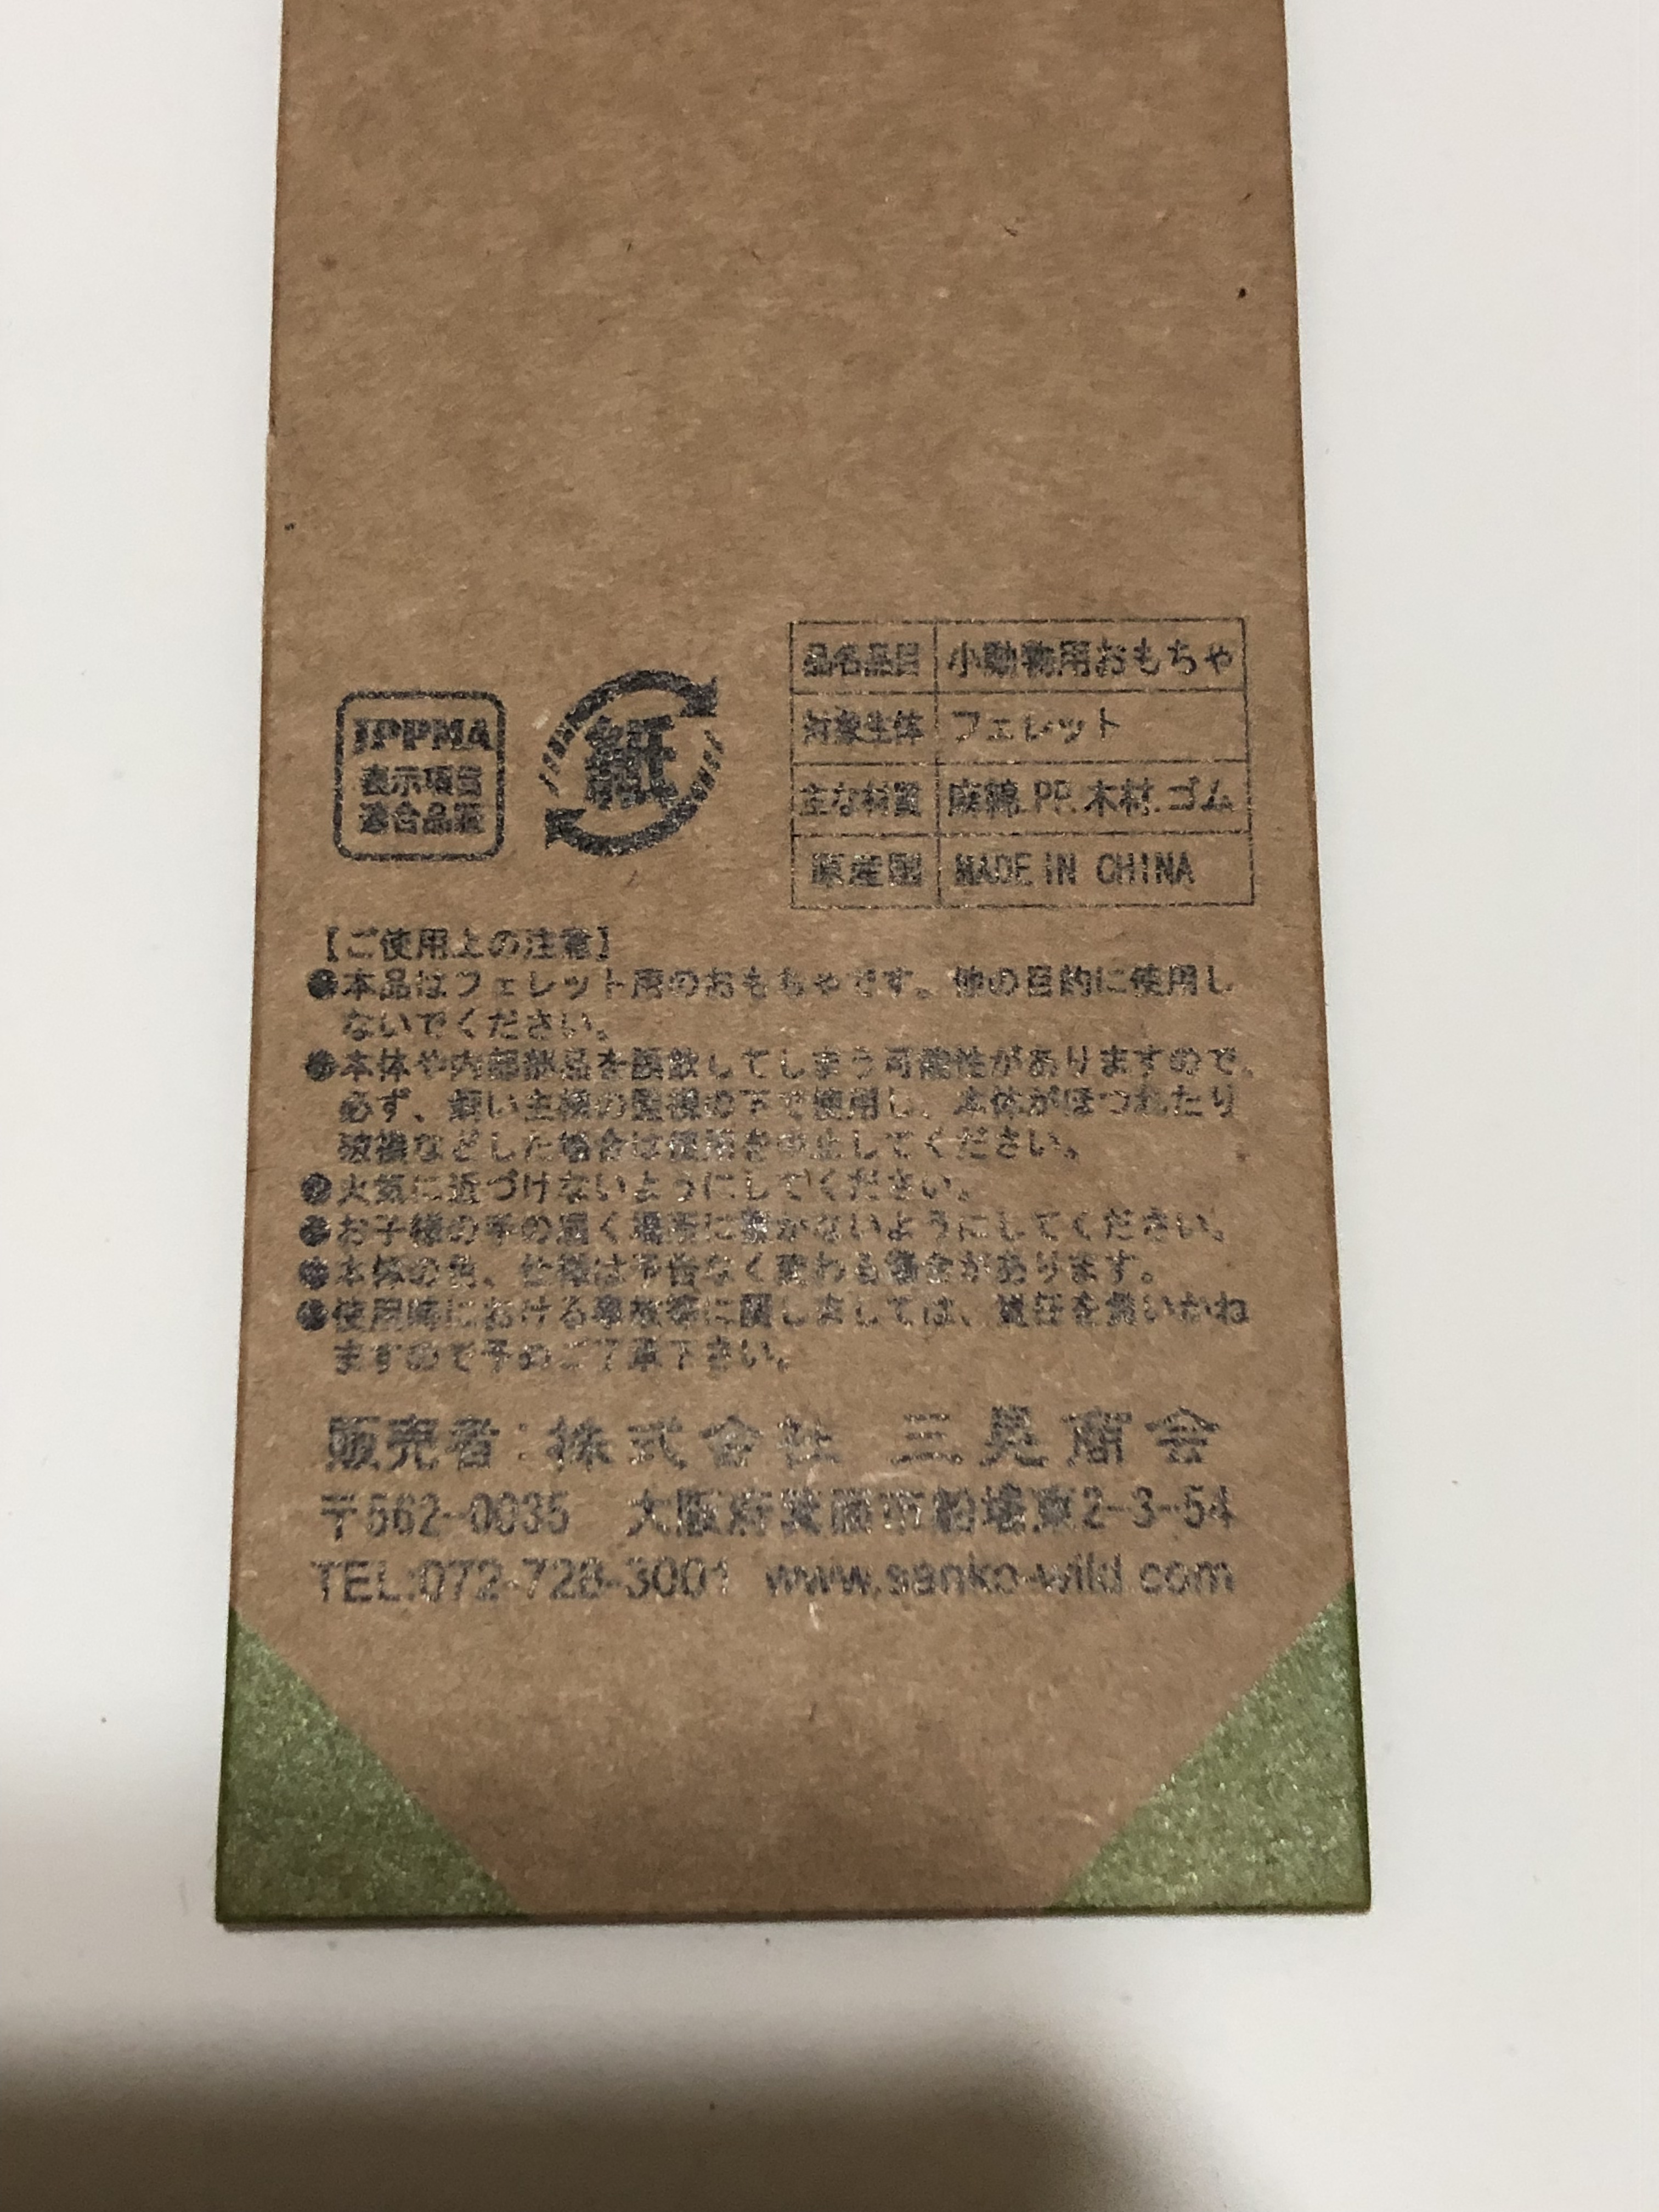 JPPMA
表示項目
適合品証
紙
品名品目 小動物用おもちゃ
対象生体 フェレット
主な材質 麻綿.PP.木材.ゴム
原産国 MADE IN CHINA
【ご使用上の注意】
●本品はフェレット用のおもちゃです。他の目的に使用し
ないでください。
●本体や内部部品を誤飲してしまう可能性がありますので、
必ず、飼い主様の監視の下で使用し、本体がほつれたり
破損などした場合は使用を中止してください。
●火気に近づけないようにしてください。
●お子様の手の届く場所に置かないようにしてください。
●本体の色、仕様は予告なく変わる場合があります。
●使用時における事故等に関しましては、責任を負いかね
ますので予めご了承下さい。
販売者:株式会社 三晃商会
〒562-0035 大阪府箕面市船場東2-3-54
TEL:072-728-3001 www.sanko-wild.com